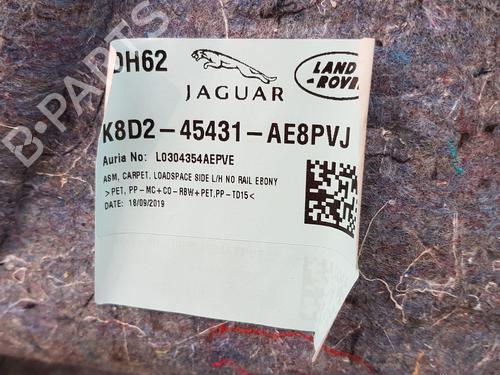 DH62
JAGUAR
LAND
ROVER
K8D2-45431-AE8PVJ
Auria No: L0304354AEPVE
ASM, CARPET, LOADSPACE SIDE L/H NO RAIL EBONY
>PET, PP-MC+CO-RBW+PET,PP-TD15<
DATE: 18/09/2019
B-PARTS